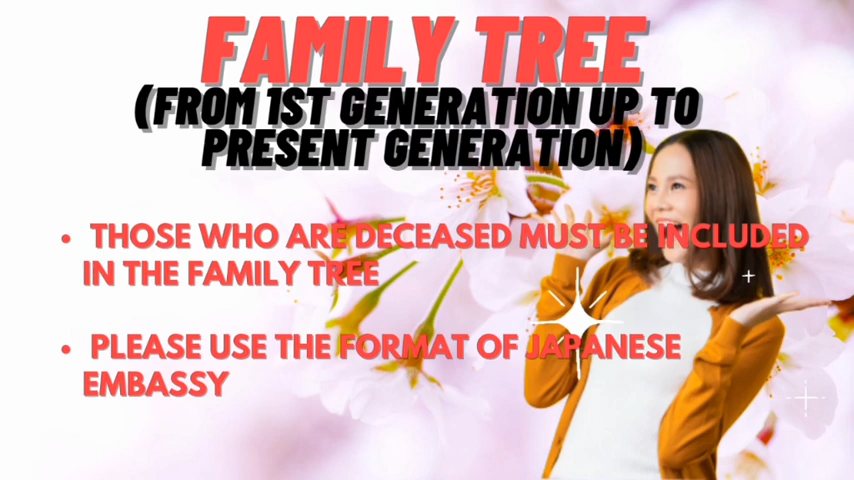 FAMILY TREE
(FROM 1ST GENERATION UP TO
PRESENT GENERATION)
• THOSE WHO ARE DECEASED MUST BE INCLUDED
IN THE FAMILY TREE
• PLEASE USE THE FORMAT OF JAPANESE
EMBASSY